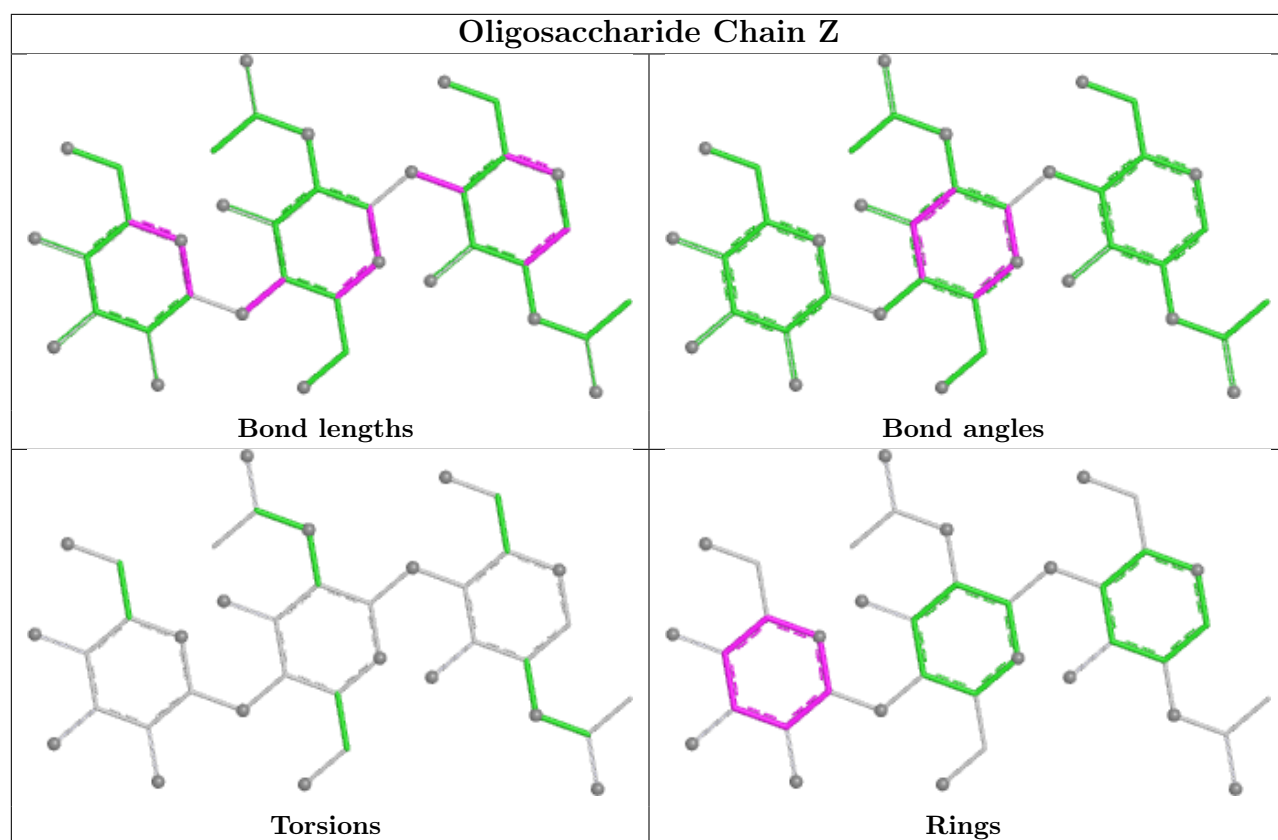 Oligosaccharide Chain Z
Bond lengths
Bond angles
Torsions
Rings